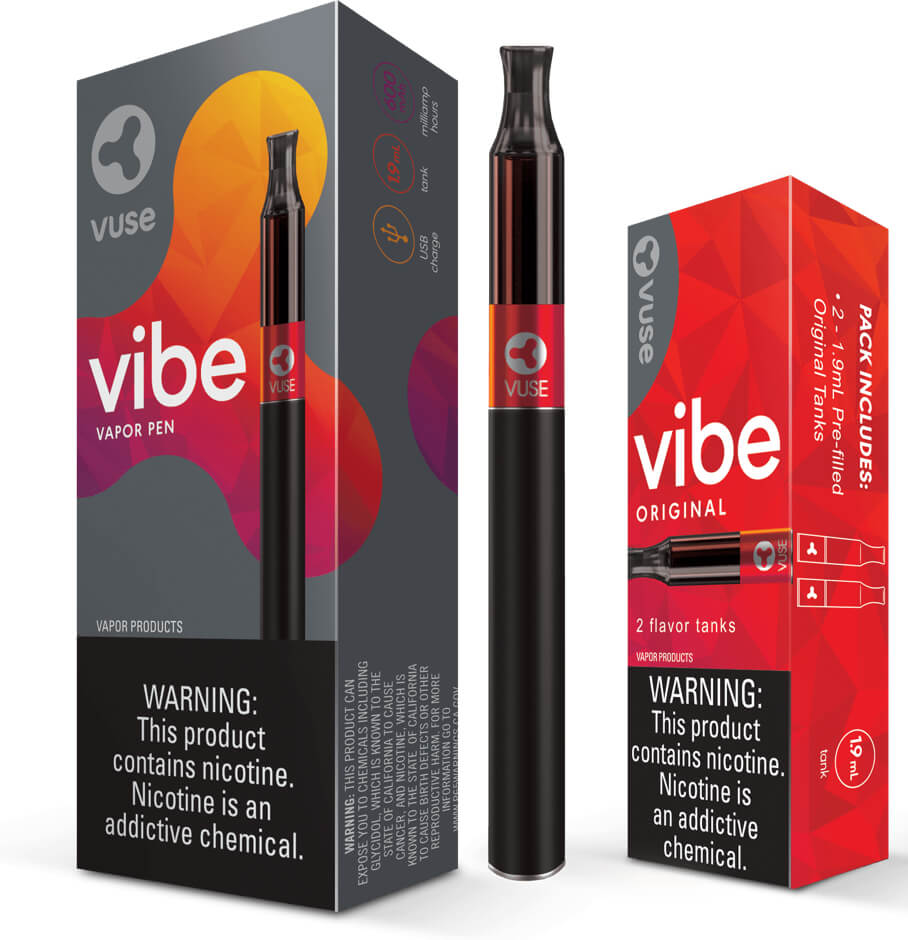 vuse
vibe
VAPOR PEN
VUSE
VAPOR PRODUCTS
WARNING:
This product
contains nicotine.
Nicotine is an
addictive chemical.
600
mAh
milliamp
hours
1.9 mL
tank
USB
charge
WARNING: THIS PRODUCT CAN
EXPOSE YOU TO CHEMICALS INCLUDING
GLYCIDOL, WHICH IS KNOWN TO THE
STATE OF CALIFORNIA TO CAUSE
CANCER, AND NICOTINE, WHICH IS
KNOWN TO THE STATE OF CALIFORNIA
TO CAUSE BIRTH DEFECTS OR OTHER
REPRODUCTIVE HARM. FOR MORE
INFORMATION GO TO
VUSE
vuse
vibe
ORIGINAL
VUSE
2 flavor tanks
VAPOR PRODUCTS
WARNING:
This product
contains nicotine.
Nicotine is
an addictive
chemical.
PACK INCLUDES:
• 2 - 1.9mL Pre-filled
Original Tanks
1.9 mL
tank